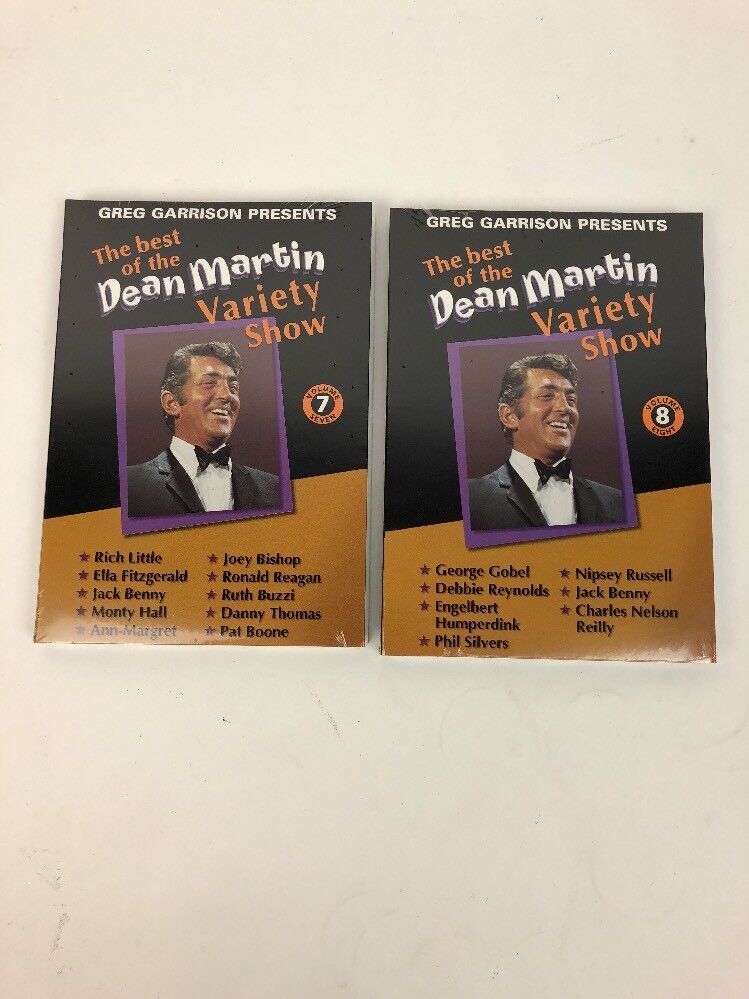 GREG GARRISON PRESENTS
The best
of the
Dean Martin
Variety
Show
VOLUME
7
SEVEN
★ Rich Little
★ Ella Fitzgerald
★ Jack Benny
★ Monty Hall
★ Ann-Margret
★ Joey Bishop
★ Ronald Reagan
★ Ruth Buzzi
★ Danny Thomas
★ Pat Boone
GREG GARRISON PRESENTS
The best
of the
Dean Martin
Variety
Show
VOLUME
8
EIGHT
★ George Gobel
★ Debbie Reynolds
★ Engelbert
Humperdink
★ Phil Silvers
★ Nipsey Russell
★ Jack Benny
★ Charles Nelson
Reilly